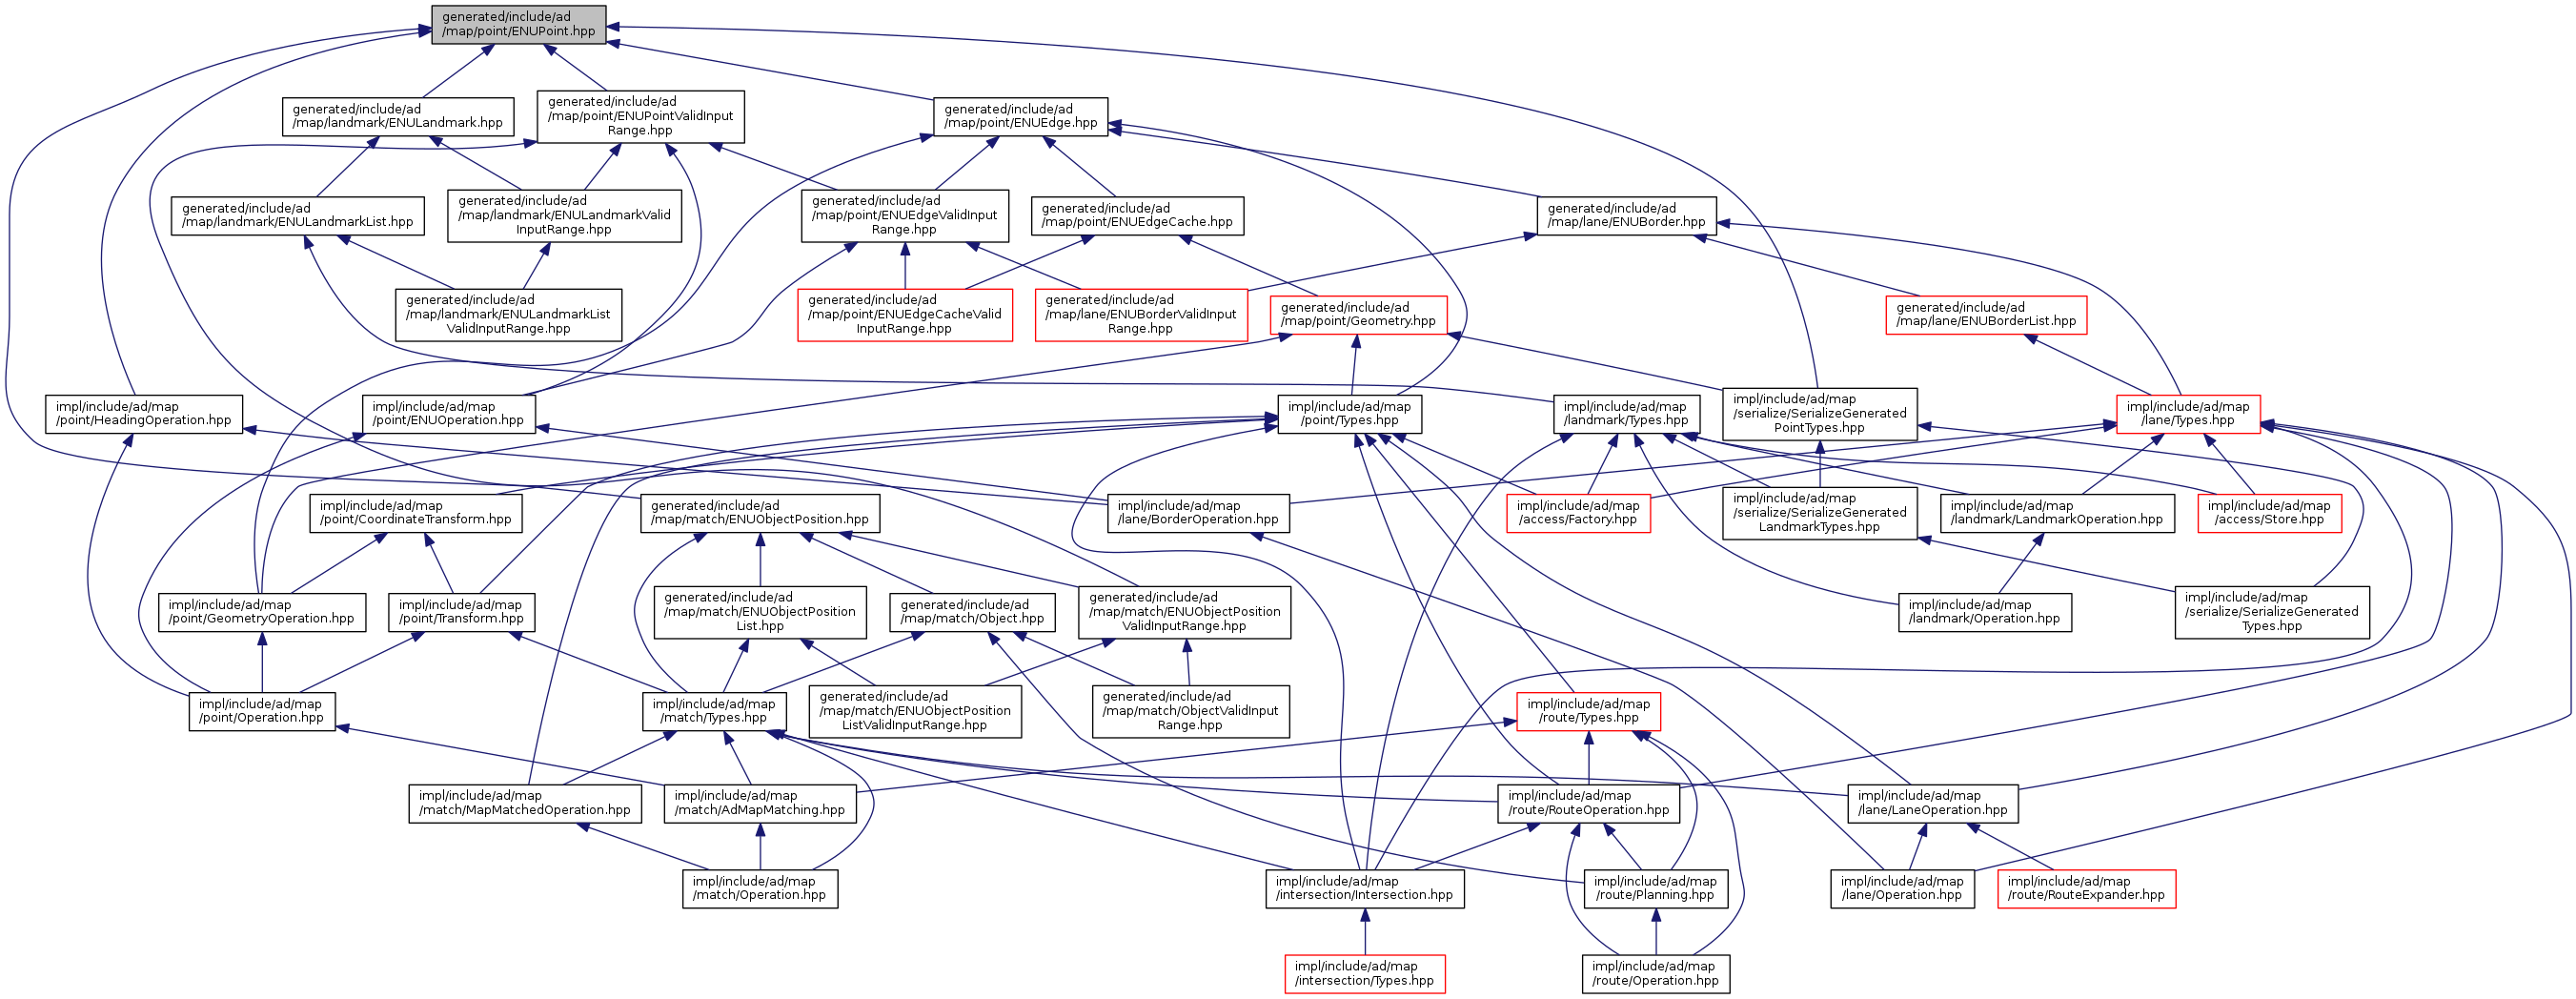 generated/include/ad
/map/point/ENUPoint.hpp
generated/include/ad
/map/landmark/ENULandmark.hpp
generated/include/ad
/map/point/ENUPointValidInput
Range.hpp
generated/include/ad
/map/point/ENUEdge.hpp
generated/include/ad
/map/landmark/ENULandmarkList.hpp
generated/include/ad
/map/landmark/ENULandmarkValid
InputRange.hpp
generated/include/ad
/map/point/ENUEdgeValidInput
Range.hpp
generated/include/ad
/map/point/ENUEdgeCache.hpp
generated/include/ad
/map/lane/ENUBorder.hpp
generated/include/ad
/map/landmark/ENULandmarkList
ValidInputRange.hpp
generated/include/ad
/map/point/ENUEdgeCacheValid
InputRange.hpp
generated/include/ad
/map/lane/ENUBorderValidInput
Range.hpp
generated/include/ad
/map/point/Geometry.hpp
generated/include/ad
/map/lane/ENUBorderList.hpp
impl/include/ad/map
/point/HeadingOperation.hpp
impl/include/ad/map
/point/ENUOperation.hpp
impl/include/ad/map
/point/Types.hpp
impl/include/ad/map
/landmark/Types.hpp
impl/include/ad/map
/serialize/SerializeGenerated
PointTypes.hpp
impl/include/ad/map
/lane/Types.hpp
impl/include/ad/map
/point/CoordinateTransform.hpp
generated/include/ad
/map/match/ENUObjectPosition.hpp
impl/include/ad/map
/lane/BorderOperation.hpp
impl/include/ad/map
/access/Factory.hpp
impl/include/ad/map
/serialize/SerializeGenerated
LandmarkTypes.hpp
impl/include/ad/map
/landmark/LandmarkOperation.hpp
impl/include/ad/map
/access/Store.hpp
impl/include/ad/map
/point/GeometryOperation.hpp
impl/include/ad/map
/point/Transform.hpp
generated/include/ad
/map/match/ENUObjectPosition
List.hpp
generated/include/ad
/map/match/Object.hpp
generated/include/ad
/map/match/ENUObjectPosition
ValidInputRange.hpp
impl/include/ad/map
/landmark/Operation.hpp
impl/include/ad/map
/serialize/SerializeGenerated
Types.hpp
impl/include/ad/map
/point/Operation.hpp
impl/include/ad/map
/match/Types.hpp
generated/include/ad
/map/match/ENUObjectPosition
ListValidInputRange.hpp
generated/include/ad
/map/match/ObjectValidInput
Range.hpp
impl/include/ad/map
/route/Types.hpp
impl/include/ad/map
/match/MapMatchedOperation.hpp
impl/include/ad/map
/match/AdMapMatching.hpp
impl/include/ad/map
/route/RouteOperation.hpp
impl/include/ad/map
/lane/LaneOperation.hpp
impl/include/ad/map
/match/Operation.hpp
impl/include/ad/map
/intersection/Intersection.hpp
impl/include/ad/map
/route/Planning.hpp
impl/include/ad/map
/lane/Operation.hpp
impl/include/ad/map
/route/RouteExpander.hpp
impl/include/ad/map
/intersection/Types.hpp
impl/include/ad/map
/route/Operation.hpp